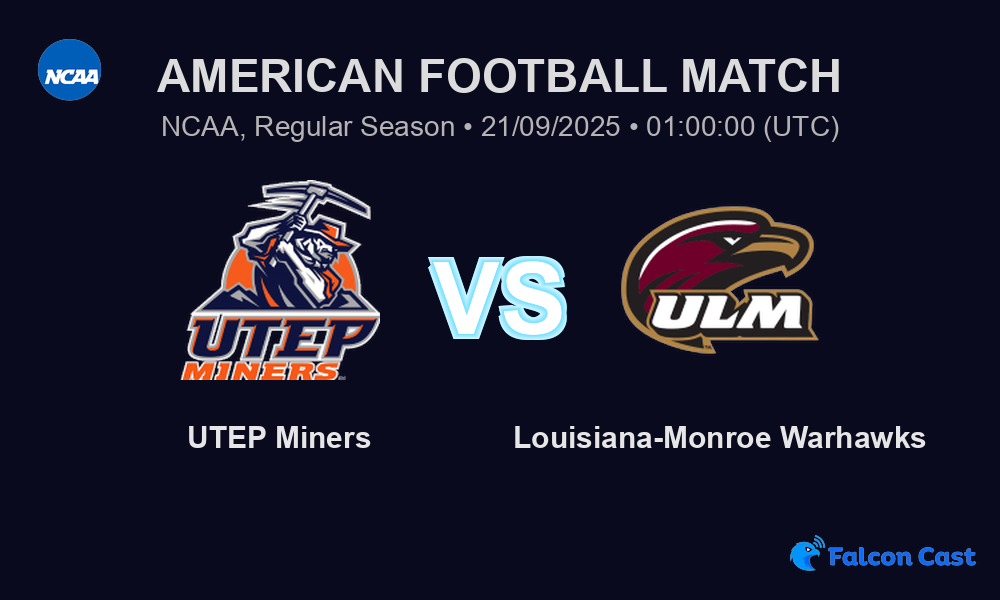 NCAA
AMERICAN FOOTBALL MATCH
NCAA, Regular Season • 21/09/2025 • 01:00:00 (UTC)
UTEP
MINERS
VS
ULM
UTEP Miners
Louisiana-Monroe Warhawks
Falcon Cast